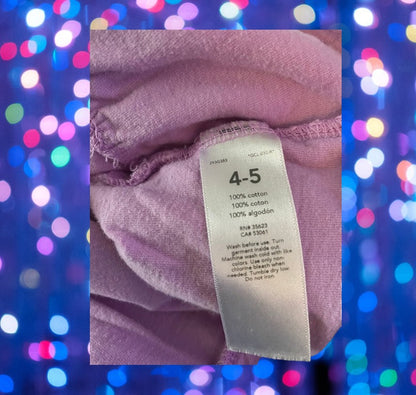 4-5
100% cotton
100% coton
100% algodón
RN# 35623
CA# 53061
Wash before use. Turn
garment inside out.
Machine wash cold with like
colors. Use only non-
chlorine bleach when
needed. Tumble dry low.
Do not iron